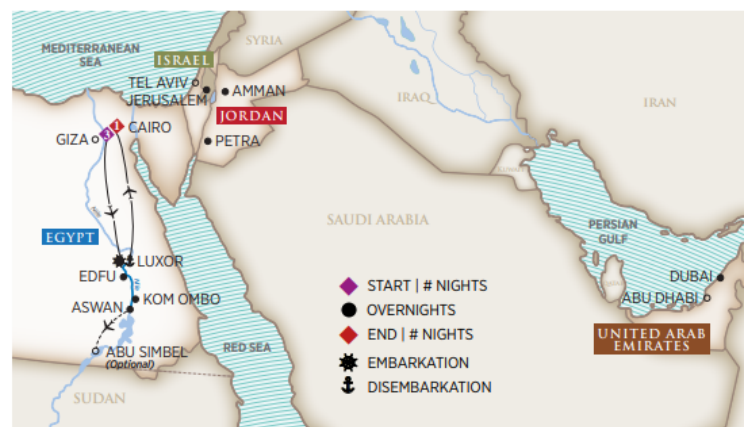 SYRIA
MEDITERRANEAN
SEA
ISRAEL
TEL AVIV
JERUSALEM
AMMAN
IRAQ
IRAN
JORDAN
3
1
CAIRO
GIZA
PETRA
KUWAIT
SAUDI ARABIA
PERSIAN
GULF
EGYPT
LUXOR
EDFU
KOM OMBO
ASWAN
DUBAI
ABU DHABI
UNITED ARAB
EMIRATES
START | # NIGHTS
OVERNIGHTS
END | # NIGHTS
EMBARKATION
DISEMBARKATION
ABU SIMBEL
(Optional)
RED SEA
SUDAN